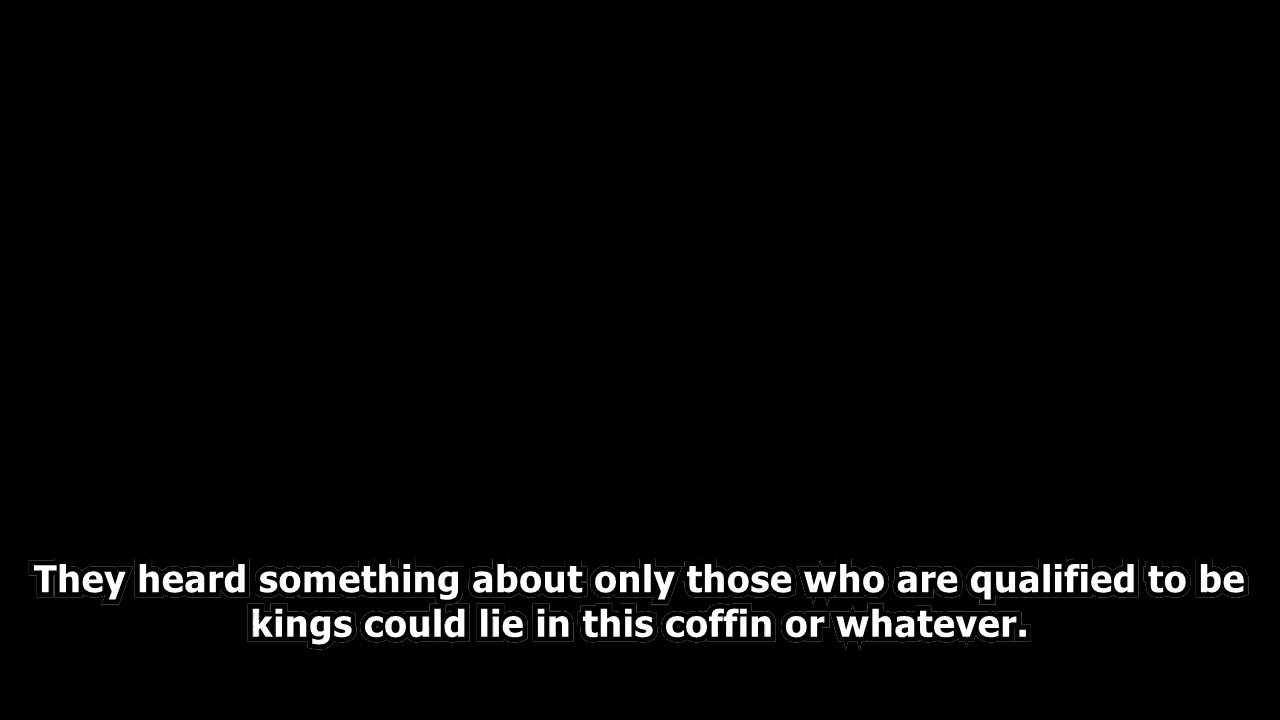 They heard something about only those who are qualified to be
kings could lie in this coffin or whatever.